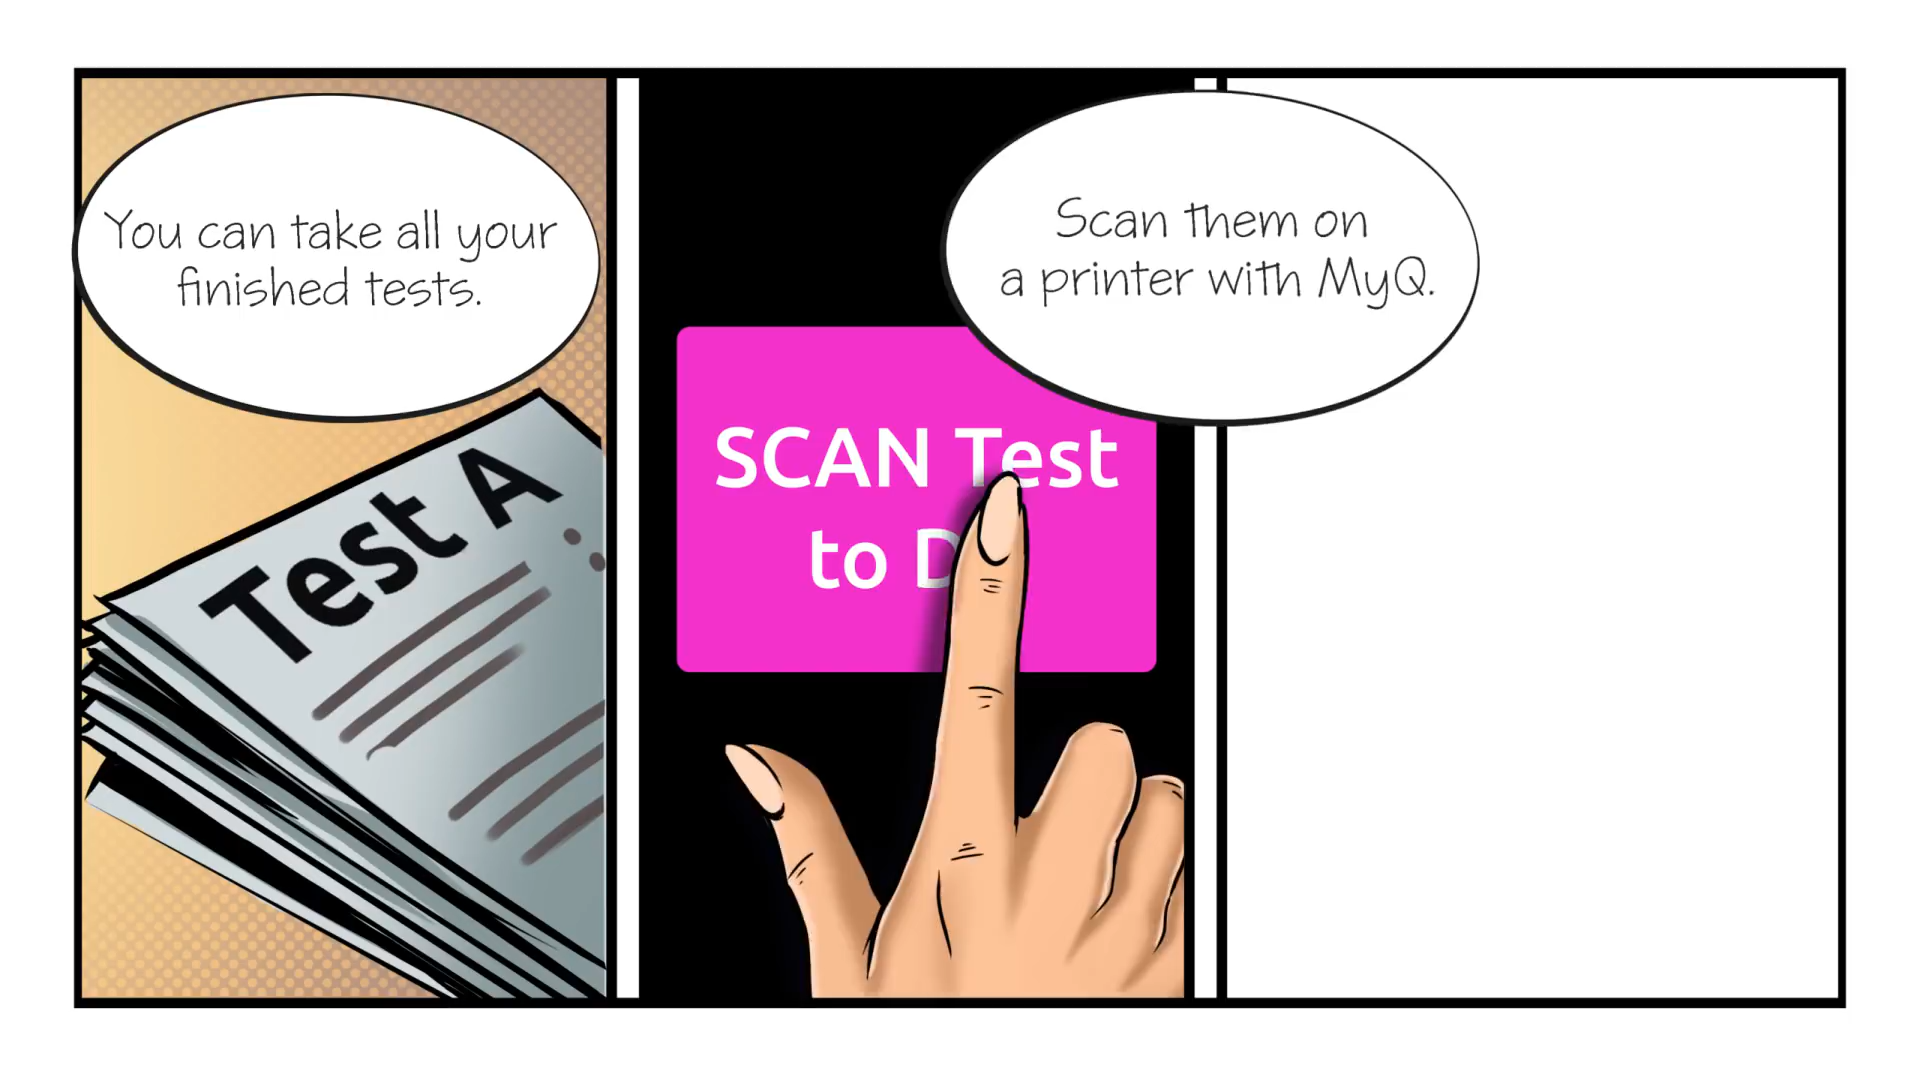 You can take all your
finished tests.
Test A
Scan them on
a printer with MyQ.
SCAN Test
to